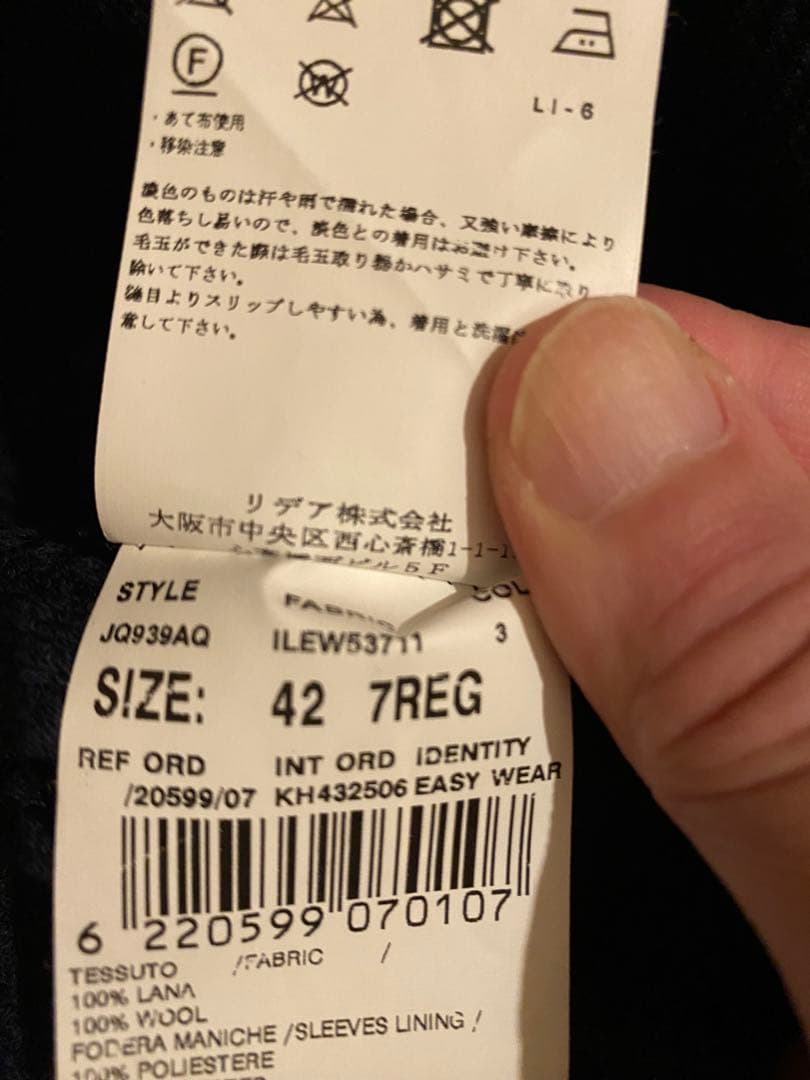 F
W
LI-6
・あて布使用
・移染注意
濃色のものは汗や雨で濡れた場合、又強い摩擦により
色落ちし易いので、淡色との着用はお避け下さい。
毛玉ができた際は毛玉取り器かハサミで丁寧に取り
除いて下さい。
縫目よりスリップしやすい為、着用と洗濯
意して下さい。
リデア株式会社
大阪市中央区西心斎橋1-1-1
ビル5F
STYLE FABRIC COL
JQ939AQ ILEW53711 3
SIZE: 42 7REG
REF ORD INT ORD IDENTITY
/20599/07 KH432506 EASY WEAR
6 220599 070107
TESSUTO /FABRIC /
100% LANA
100% WOOL
FODERA MANICHE /SLEEVES LINING /
100% POLIESTERE